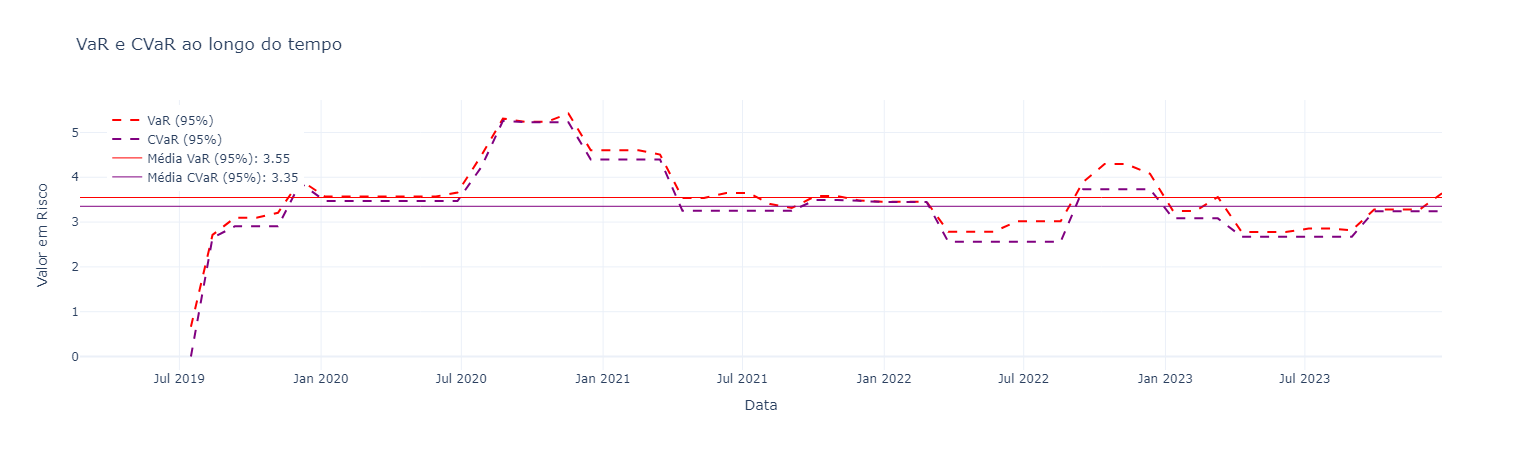 VaR e CVaR ao longo do tempo
VaR (95%)
CVaR (95%)
Média VaR (95%): 3.55
Média CVaR (95%): 3.35
Valor em Risco
5
4
3
2
1
0
Jul 2019 Jan 2020 Jul 2020 Jan 2021 Jul 2021 Jan 2022 Jul 2022 Jan 2023 Jul 2023
Data